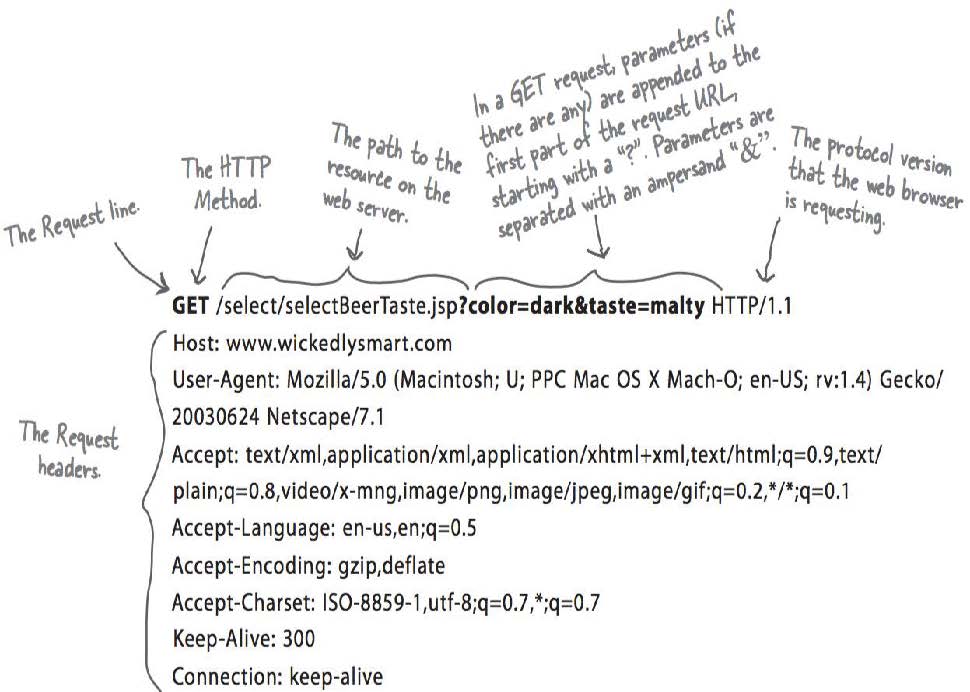 In a GET request, parameters (if
there are any) are appended to the
first part of the request URL,
starting with a "?". Parameters are
separated with an ampersand "&".
The path to the
resource on the
web server.
The protocol version
that the web browser
is requesting.
The HTTP
Method.
The Request line.
GET /select/selectBeerTaste.jsp?color=dark&taste=malty HTTP/1.1
Host: www.wickedlysmart.com
User-Agent: Mozilla/5.0 (Macintosh; U; PPC Mac OS X Mach-O; en-US; rv:1.4) Gecko/
20030624 Netscape/7.1
The Request
headers.
Accept: text/xml,application/xml,application/xhtml+xml,text/html;q=0.9,text/
plain;q=0.8,video/x-mng,image/png,image/jpeg,image/gif;q=0.2,*/*;q=0.1
Accept-Language: en-us,en;q=0.5
Accept-Encoding: gzip,deflate
Accept-Charset: ISO-8859-1,utf-8;q=0.7,*;q=0.7
Keep-Alive: 300
Connection: keep-alive